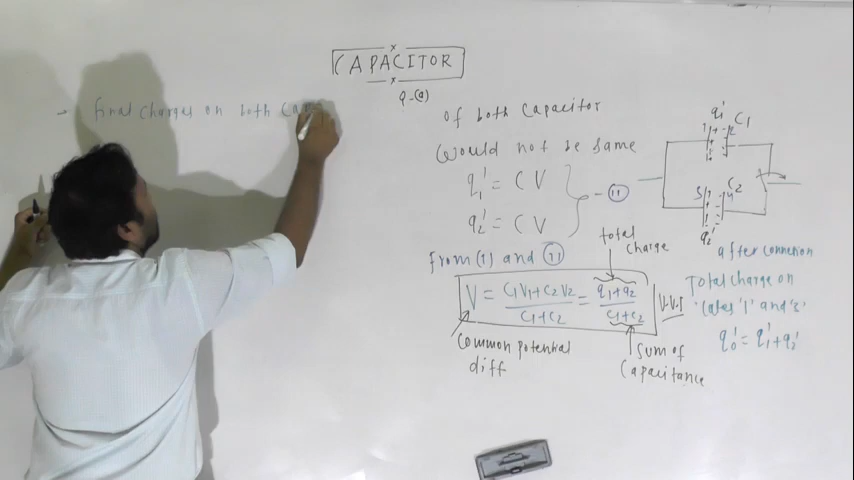 CAPACITOR
Q-(a)
→ final charges on both Cap
of both Capacitor
would not be same
q₁' = C V
q₂' = C V
- (ii)
from (i) and (ii)
total charge
V = C₁V₁+C₂V₂ / C₁+C₂ = q₁+q₂ / C₁+C₂
V.V.I
Common potential
diff
Sum of
Capacitance
q₁'
C₁
1
2
C₂
3
4
q₂'
after connection
Total charge on
q₀' = q₁'+q₂'